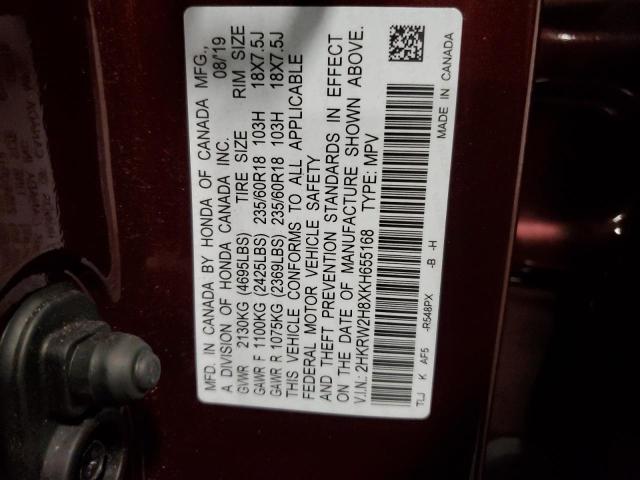 MFD. IN CANADA BY HONDA OF CANADA MFG.,
A DIVISION OF HONDA CANADA INC. 08/19
GVWR 2130KG (4695LBS) TIRE SIZE RIM SIZE
GAWR F 1100KG (2425LBS) 235/60R18 103H 18X7.5J
GAWR R 1075KG (2369LBS) 235/60R18 103H 18X7.5J
THIS VEHICLE CONFORMS TO ALL APPLICABLE
FEDERAL MOTOR VEHICLE SAFETY
AND THEFT PREVENTION STANDARDS IN EFFECT
ON THE DATE OF MANUFACTURE SHOWN ABOVE.
V.I.N.: 2HKRW2H8XKH655168 TYPE: MPV
TLJ K AF5 -R548PX -B -H
MADE IN CANADA